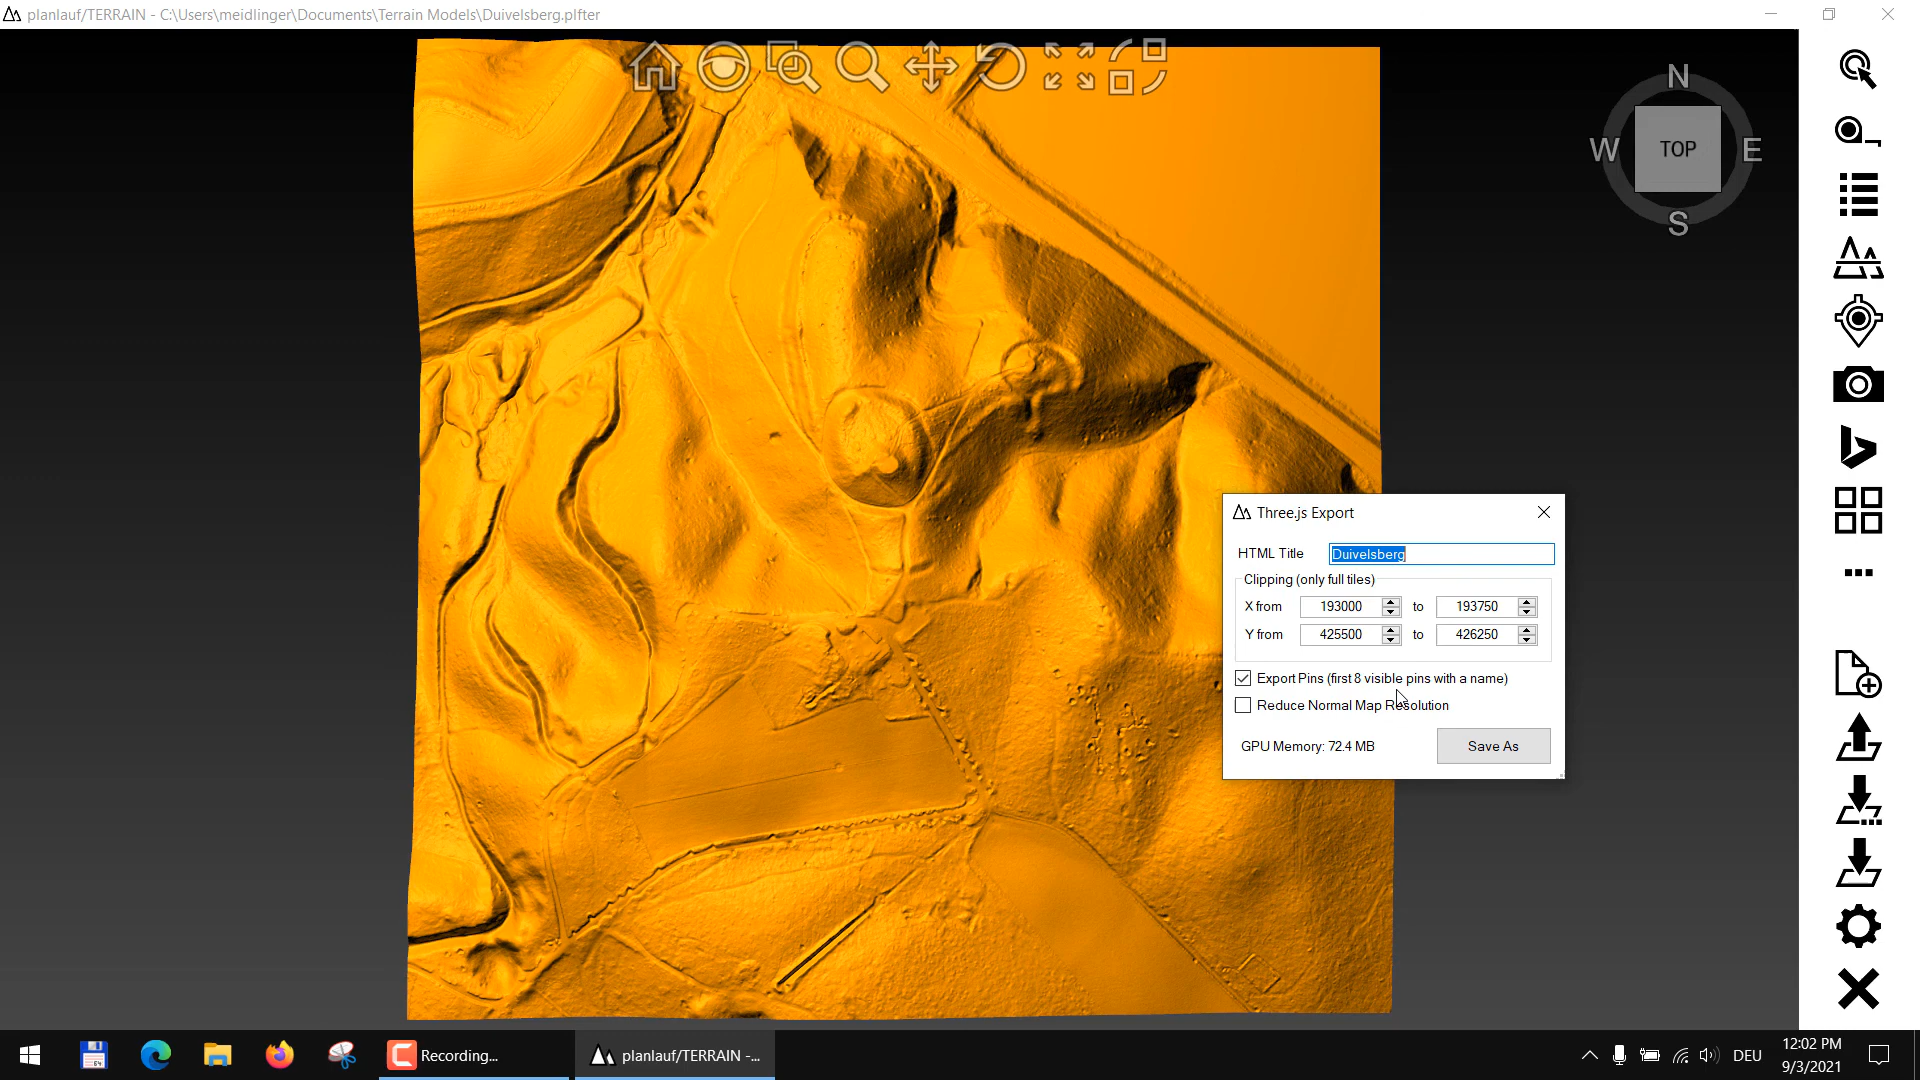 planlauf/TERRAIN - C:\Users\meidlinger\Documents\Terrain Models\Duivelsberg.plfter
N
W TOP E
S
Three.js Export
HTML Title Duivelsberg
Clipping (only full tiles)
X from 193000 to 193750
Y from 425500 to 426250
Export Pins (first 8 visible pins with a name)
Reduce Normal Map Resolution
GPU Memory: 72.4 MB Save As
64
Recording...
planlauf/TERRAIN -...
DEU
12:02 PM
9/3/2021